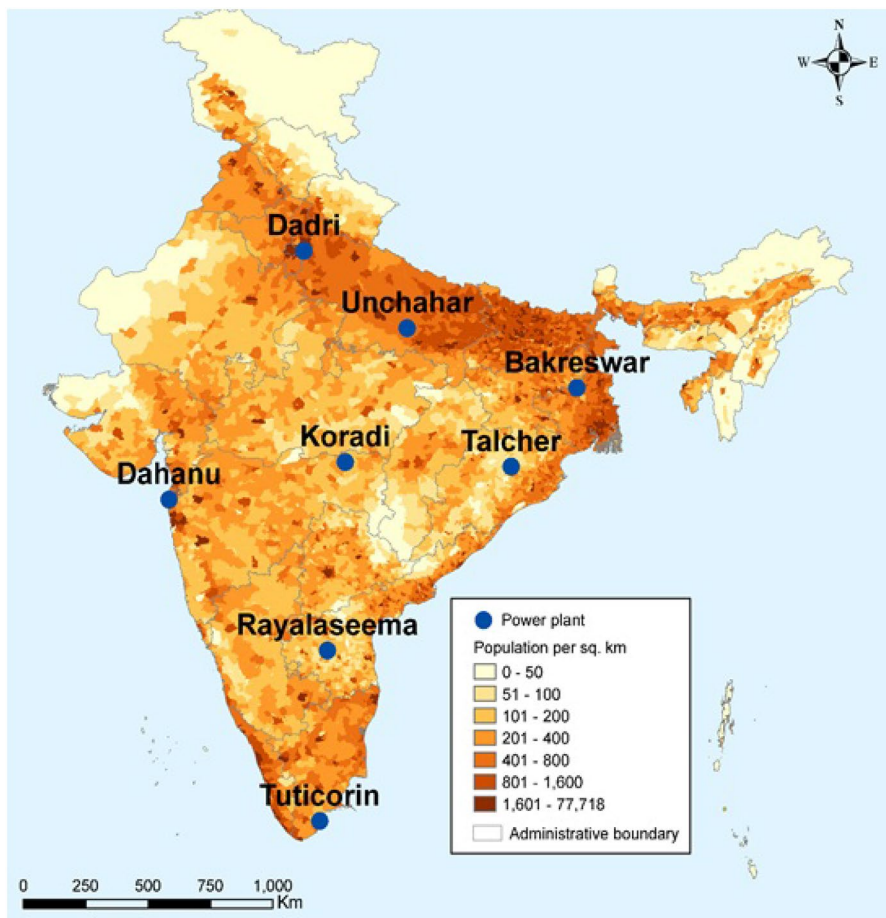 N
W E
S
Dadri
Unchahar
Bakreswar
Koradi
Talcher
Dahanu
Rayalaseema
Tuticorin
Power plant
Population per sq. km
0 - 50
51 - 100
101 - 200
201 - 400
401 - 800
801 - 1,600
1,601 - 77,718
Administrative boundary
0 250 500 750 1,000
Km